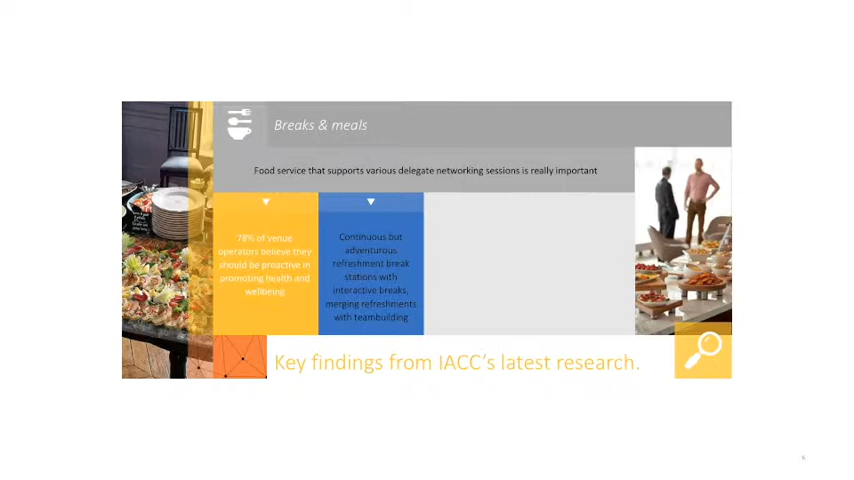 Breaks & meals
Food service that supports various delegate networking sessions is really important
78% of venue
operators believe they
should be proactive in
promoting health and
wellbeing
Continuous but
adventurous
refreshment break
stations with
interactive breaks,
merging refreshments
with teambuilding
Key findings from IACC's latest research.